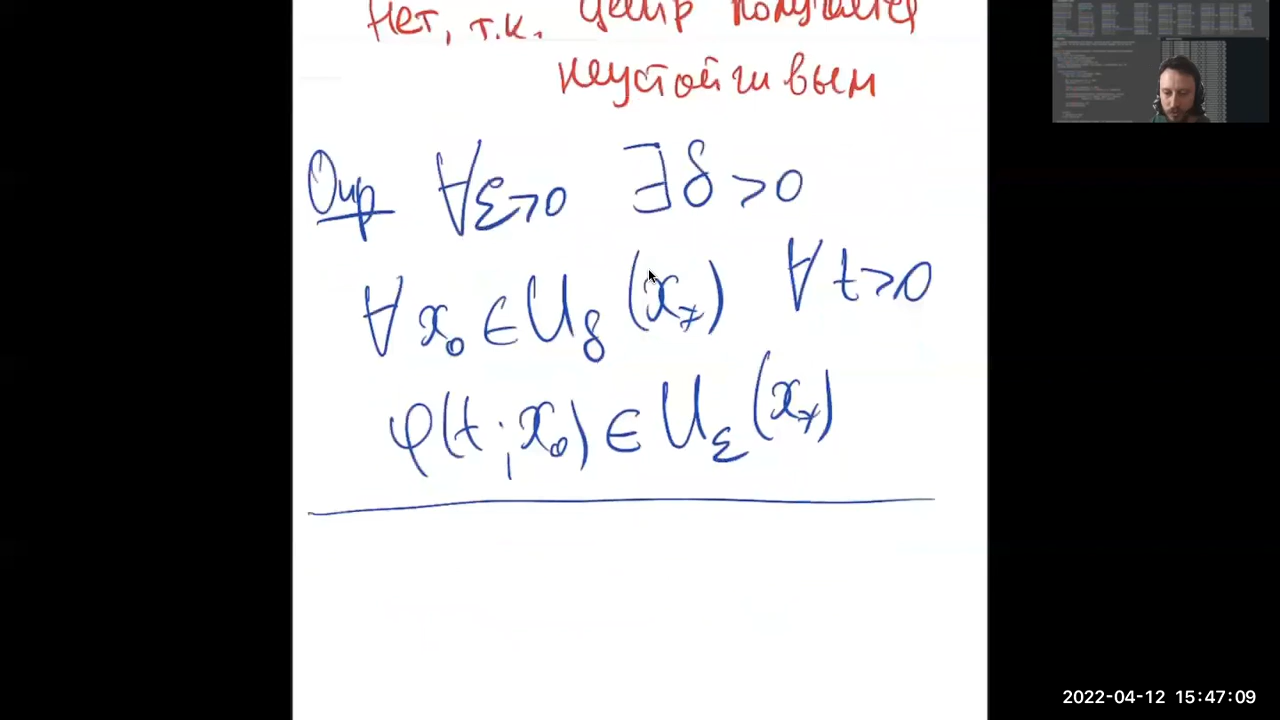 Нет, т.к. центр получается
неустойчивым
Опр ∀ε>0 ∃δ>0
∀x₀∈U_δ(x_*) ∀t>0
φ(t;x₀)∈U_ε(x_*)
2022-04-12 15:47:09